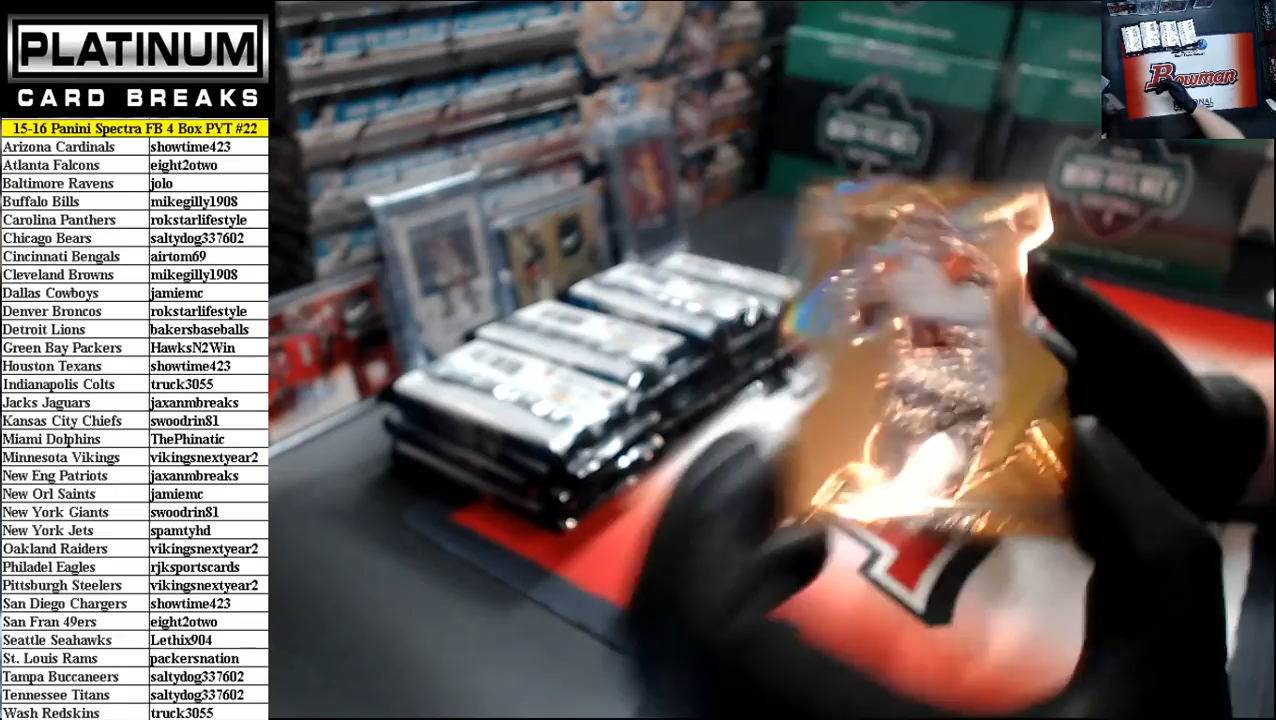 PLATINUM
CARD BREAKS
15-16 Panini Spectra FB 4 Box PYT #22
Arizona Cardinals showtime423
Atlanta Falcons eight2otwo
Baltimore Ravens jolo
Buffalo Bills mikegilly1908
Carolina Panthers rokstarlifestyle
Chicago Bears saltydog337602
Cincinnati Bengals airtom69
Cleveland Browns mikegilly1908
Dallas Cowboys jamiemc
Denver Broncos rokstarlifestyle
Detroit Lions bakersbaseballs
Green Bay Packers HawksN2Win
Houston Texans showtime423
Indianapolis Colts truck3055
Jacks Jaguars jaxanmbreaks
Kansas City Chiefs swoodrin81
Miami Dolphins ThePhinatic
Minnesota Vikings vikingsnextyear2
New Eng Patriots jaxanmbreaks
New Orl Saints jamiemc
New York Giants swoodrin81
New York Jets spamtyhd
Oakland Raiders vikingsnextyear2
Philadel Eagles rjksportscards
Pittsburgh Steelers vikingsnextyear2
San Diego Chargers showtime423
San Fran 49ers eight2otwo
Seattle Seahawks Lethix904
St. Louis Rams packersnation
Tampa Buccaneers saltydog337602
Tennessee Titans saltydog337602
Wash Redskins truck3055
Bowman
MINI HELMET
MINI HELMET